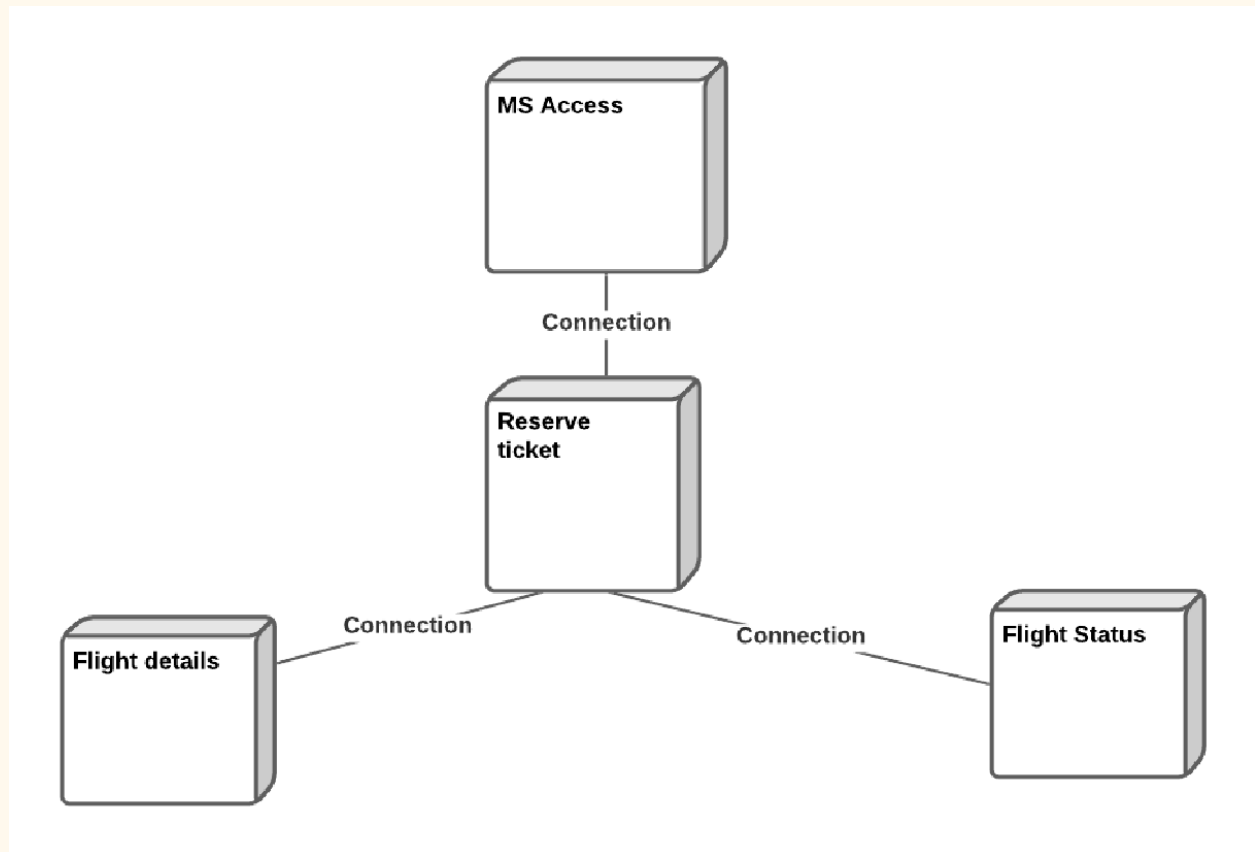 MS Access
Connection
Reserve
ticket
Connection
Connection
Flight details
Flight Status